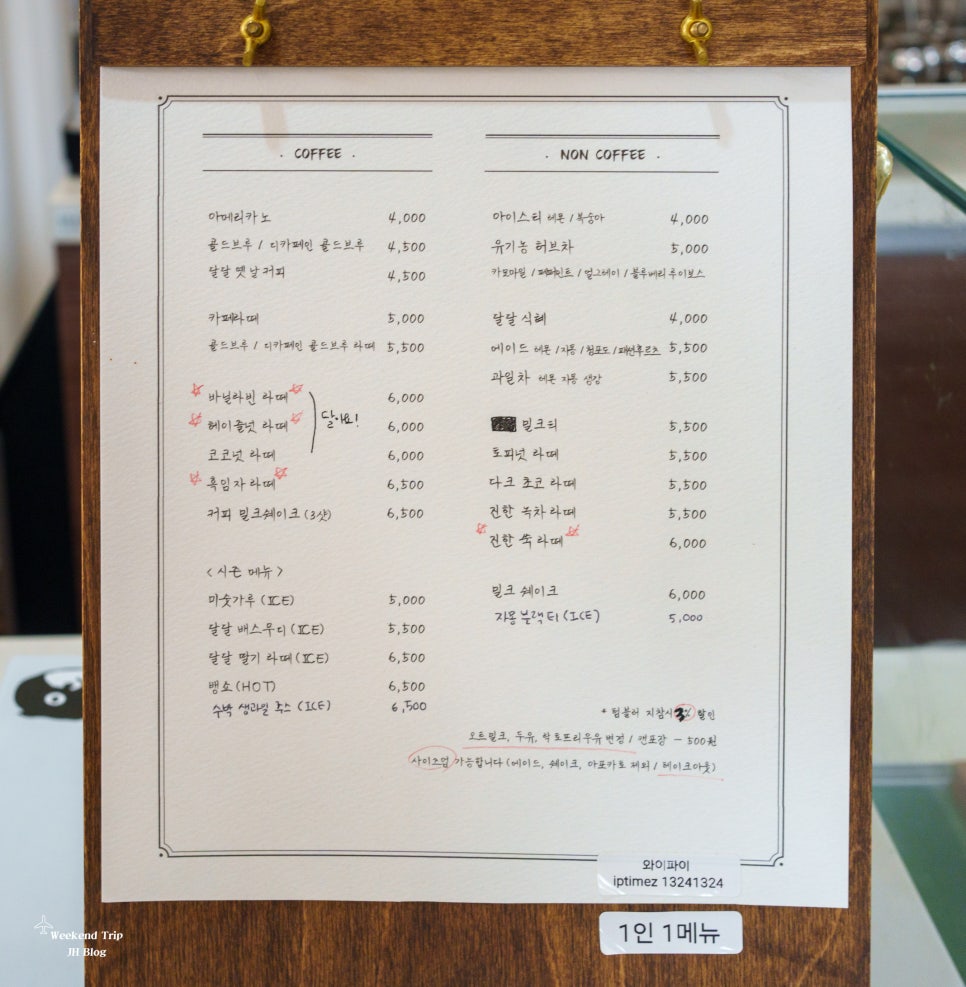 · COFFEE ·
아메리카노 4,000
콜드브루 / 디카페인 콜드브루 4,500
달달 옛날 커피 4,500
카페라떼 5,000
콜드브루 / 디카페인 콜드브루 라떼 5,500
바닐라빈 라떼 6,000
헤이즐넛 라떼 6,000
달아요!
코코넛 라떼 6,000
흑임자 라떼 6,500
커피 밀크쉐이크 (3샷) 6,500
<시즌 메뉴>
미숫가루 (ICE) 5,000
달달 배스무디 (ICE) 5,500
달달 딸기 라떼 (ICE) 6,500
뱅쇼 (HOT) 6,500
수박 생과일 쥬스 (ICE) 6,500
· NON COFFEE ·
아이스티 레몬 / 복숭아 4,000
유기농 허브차 5,000
카모마일 / 페퍼민트 / 얼그레이 / 블루베리 루이보스
달달 식혜 4,000
에이드 레몬 / 자몽 / 청포도 / 패션후르츠 5,500
과일차 레몬 자몽 생강 5,500
밀크티 5,500
토피넛 라떼 5,500
다크 초코 라떼 5,500
진한 녹차 라떼 5,500
진한 쑥 라떼 6,000
밀크 쉐이크 6,000
자몽 블랙티 (ICE) 5,000
* 텀블러 지참시 3% 할인
오트밀크, 두유, 락토프리우유 변경 / 캔포장 - 500원
사이즈업 가능합니다 (에이드, 쉐이크, 아포카토 제외 / 테이크아웃)
와이파이
iptimez 13241324
1인 1메뉴
Weekend Trip
JH Blog